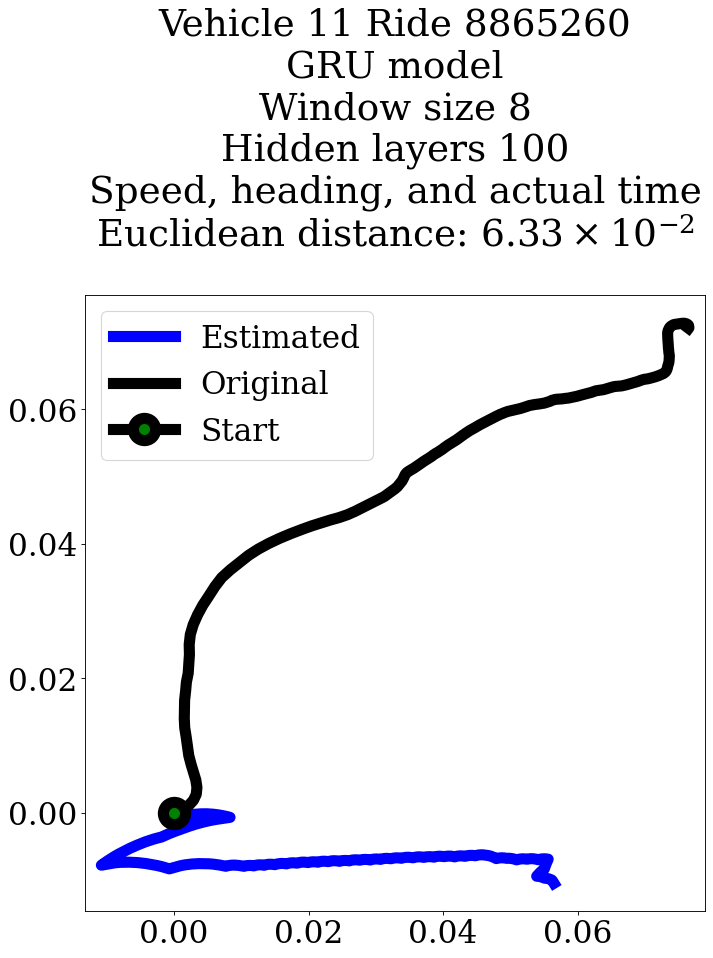 Vehicle 11 Ride 8865260
GRU model
Window size 8
Hidden layers 100
Speed, heading, and actual time
Euclidean distance: 6.33 × 10⁻²
Estimated
Original
Start
0.06
0.04
0.02
0.00
0.00 0.02 0.04 0.06